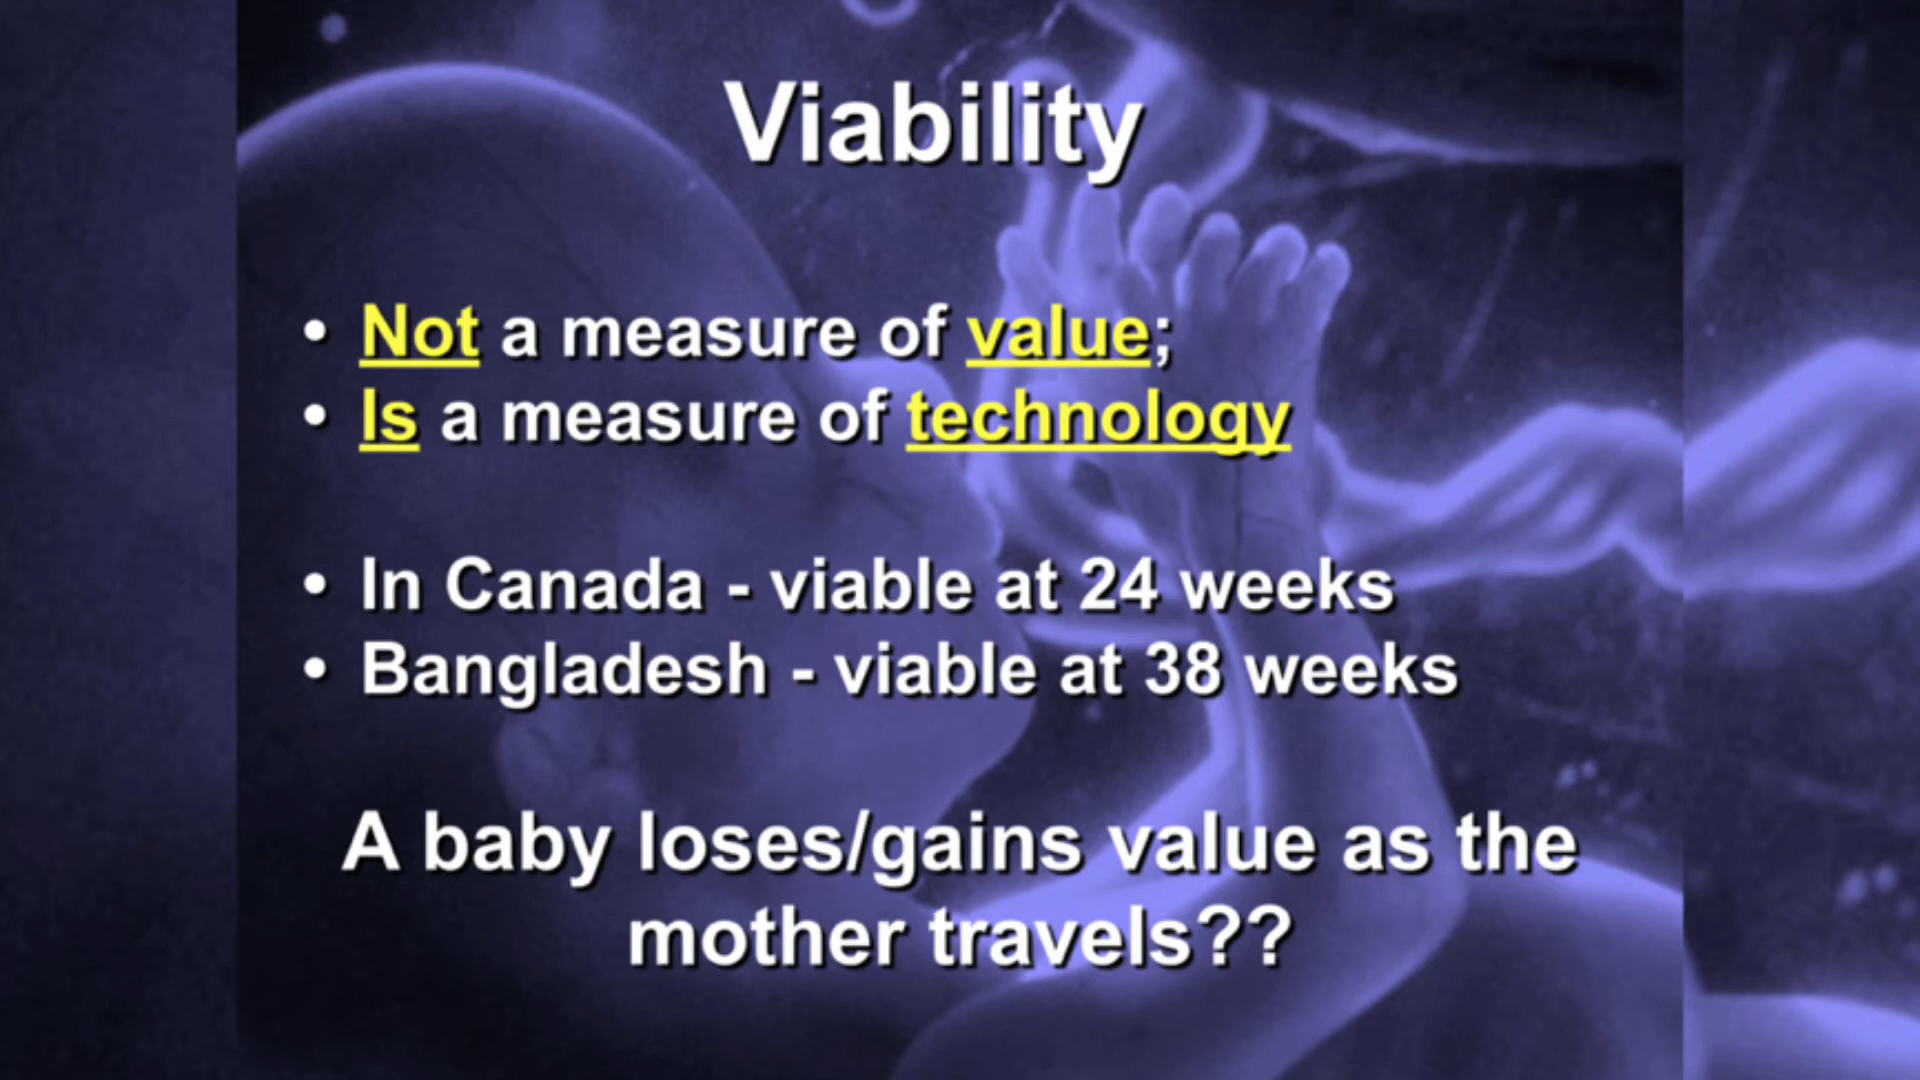 Viability
• Not a measure of value;
• Is a measure of technology
• In Canada - viable at 24 weeks
• Bangladesh - viable at 38 weeks
A baby loses/gains value as the
mother travels??